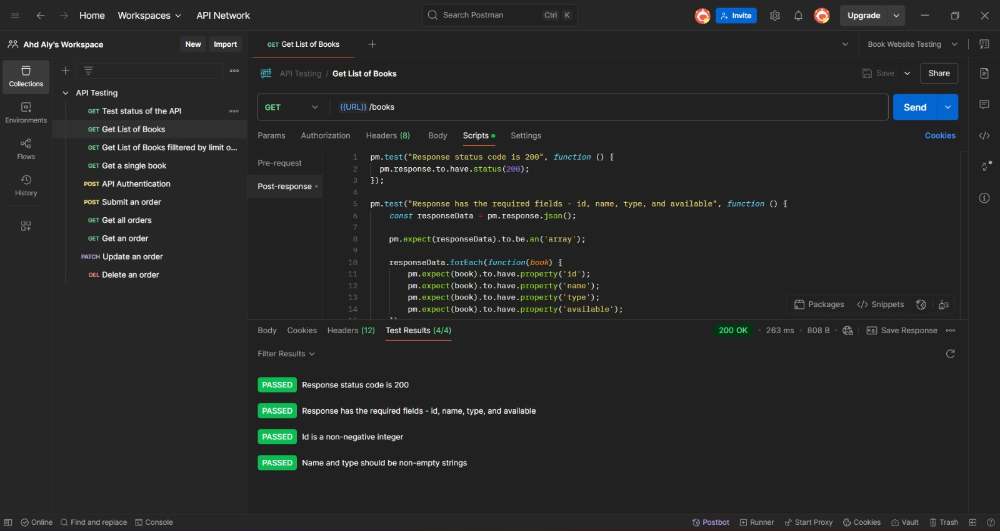 Home Workspaces API Network Search Postman Ctrl K Invite Upgrade
Ahd Aly's Workspace New Import GET Get List of Books Book Website Testing
Collections
Environments
Flows
History
API Testing
GET Test status of the API
GET Get List of Books
GET Get List of Books filltered by limit o...
GET Get a single book
POST API Authentication
POST Submit an order
GET Get all orders
GET Get an order
PATCH Update an order
DEL Delete an order
HTTP API Testing / Get List of Books Save Share
GET {{URL}} /books Send
Params Authorization Headers (8) Body Scripts Settings Cookies
Pre-request
Post-response
1 pm.test("Response status code is 200", function () {
2 pm.response.to.have.status(200);
3 });
4
5 pm.test("Response has the required fields - id, name, type, and available", function () {
6 const responseData = pm.response.json();
7
8 pm.expect(responseData).to.be.an('array');
9
10 responseData.forEach(function(book) {
11 pm.expect(book).to.have.property('id');
12 pm.expect(book).to.have.property('name');
13 pm.expect(book).to.have.property('type');
14 pm.expect(book).to.have.property('available');
Packages </> Snippets
Body Cookies Headers (12) Test Results (4/4) 200 OK 263 ms 808 B e.g. Save Response
Filter Results
PASSED Response status code is 200
PASSED Response has the required fields - id, name, type, and available
PASSED Id is a non-negative integer
PASSED Name and type should be non-empty strings
Online Find and replace Console Postbot Runner Start Proxy Cookies Vault Trash